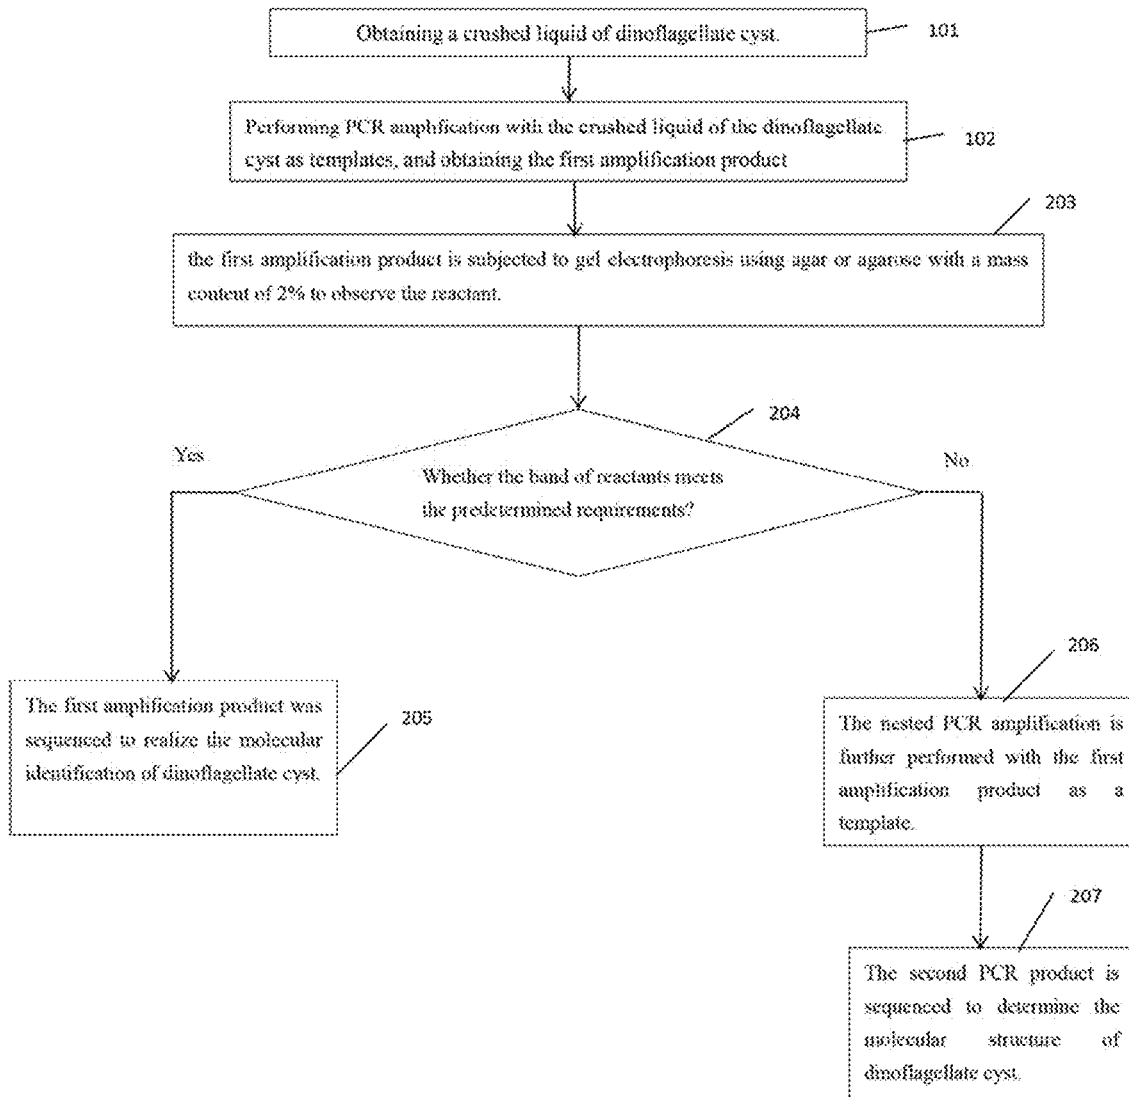 Obtaining a crushed liquid of dinoflagellate cyst.
101
Performing PCR amplification with the crushed liquid of the dinoflagellate
cyst as templates, and obtaining the first amplification product
102
203
the first amplification product is subjected to gel electrophoresis using agar or agarose with a mass
content of 2% to observe the reactant.
204
Yes
No
Whether the band of reactants meets
the predetermined requirements?
206
The first amplification product was
sequenced to realize the molecular
identification of dinoflagellate cyst.
205
The nested PCR amplification is
further performed with the first
amplification product as a
template.
207
The second PCR product is
sequenced to determine the
molecular structure of
dinoflagellate cyst.